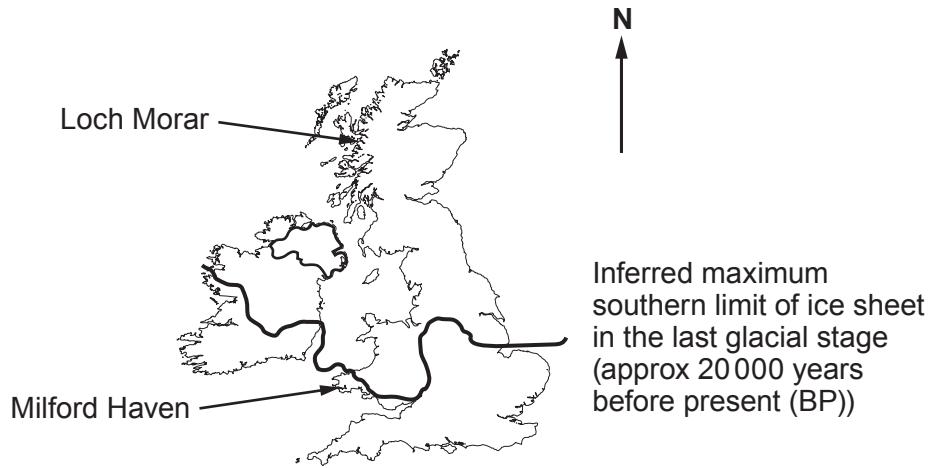 N
Loch Morar
Inferred maximum
southern limit of ice sheet
in the last glacial stage
(approx 20 000 years
before present (BP))
Milford Haven